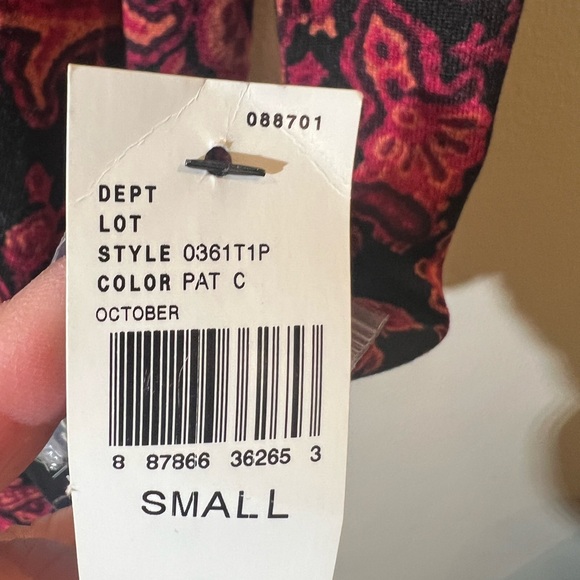 088701
DEPT
LOT
STYLE 0361T1P
COLOR PAT C
OCTOBER
8 87866 36265 3
SMALL